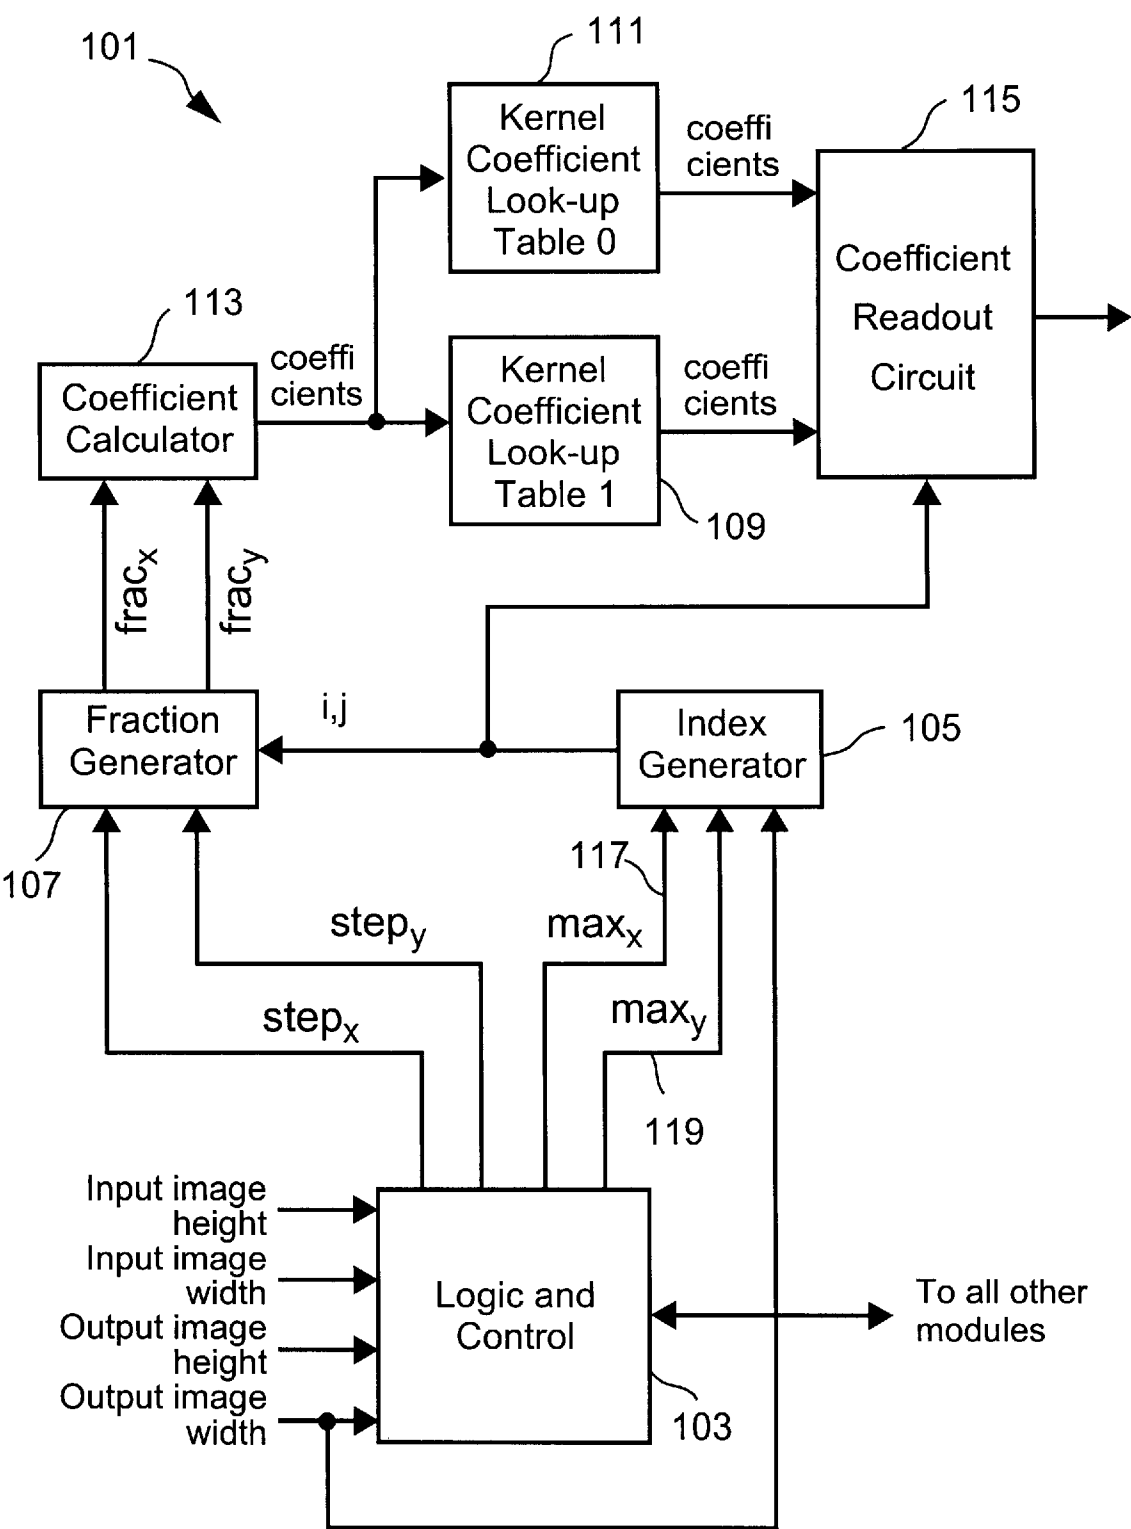 101
111
Kernel
Coefficient
Look-up
Table 0
coeffi
cients
115
Coefficient
Readout
Circuit
113
Coefficient
Calculator
coeffi
cients
Kernel
Coefficient
Look-up
Table 1
coeffi
cients
109
fracx
fracy
Fraction
Generator
i,j
Index
Generator
105
107
117
stepy
maxx
stepx
maxy
119
Input image
height
Input image
width
Output image
height
Output image
width
Logic and
Control
To all other
modules
103